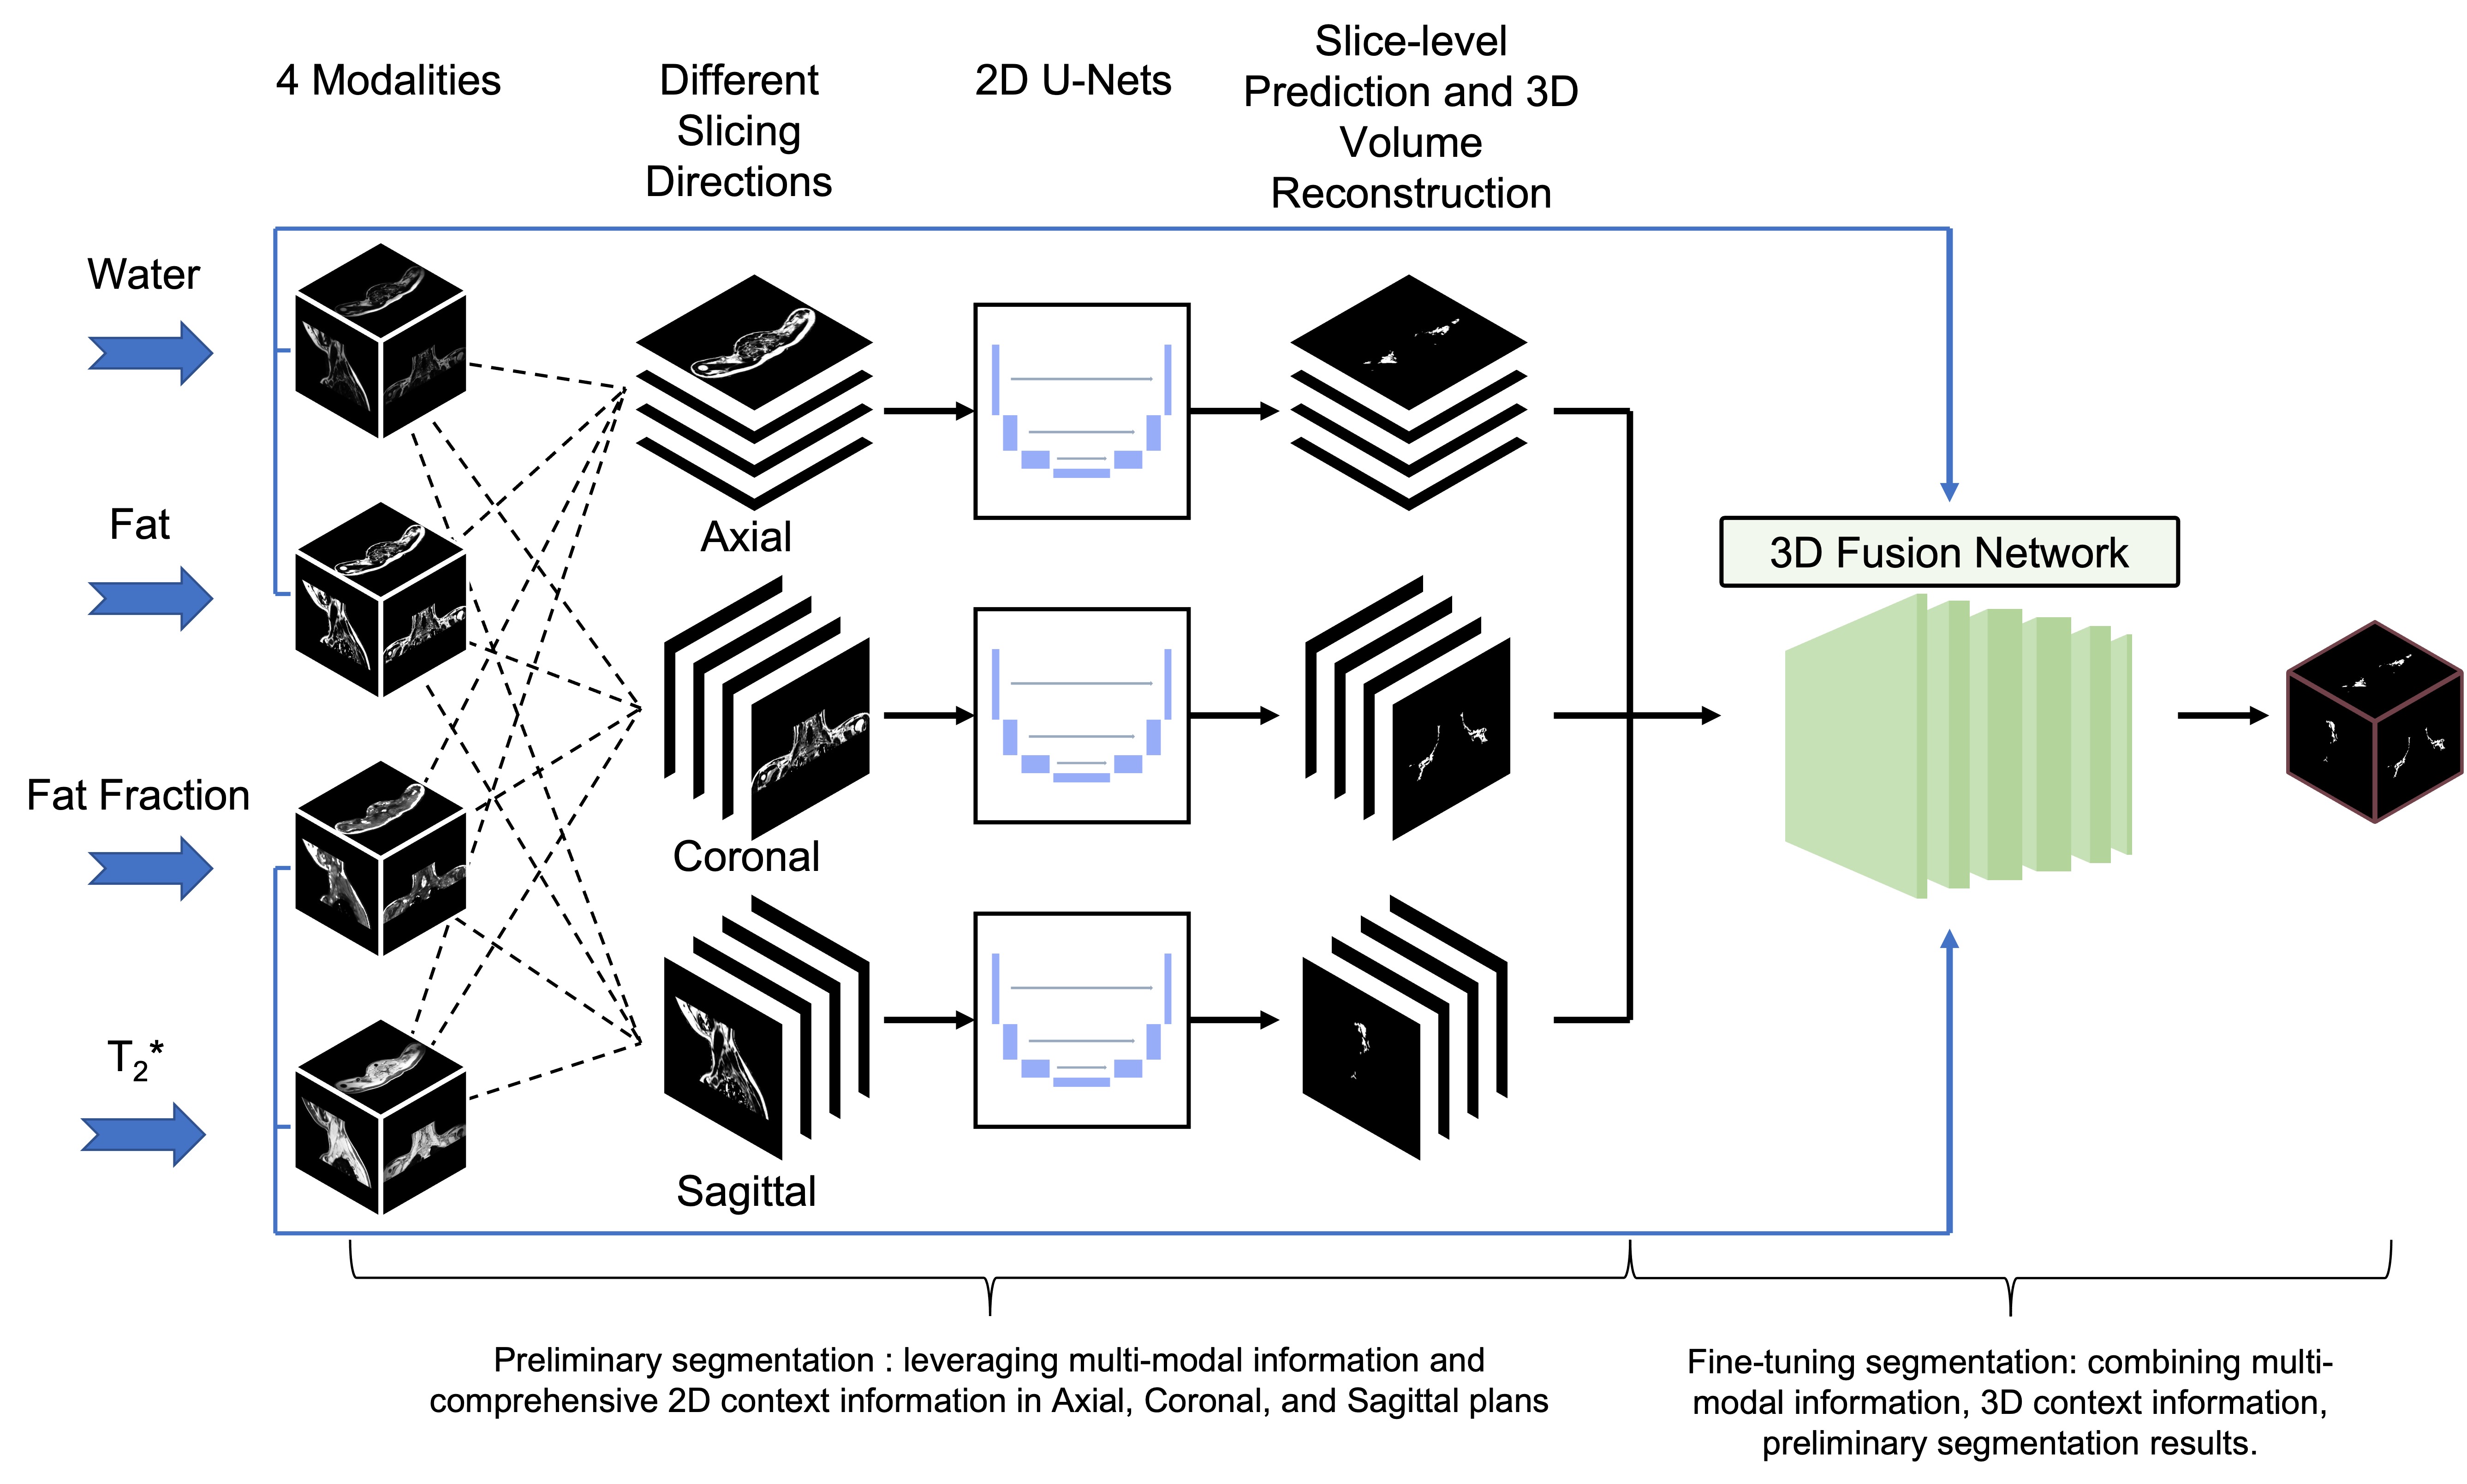 4 Modalities
Different
Slicing
Directions
2D U-Nets
Slice-level
Prediction and 3D
Volume
Reconstruction
Water
Fat
Fat Fraction
T₂*
Axial
Coronal
Sagittal
3D Fusion Network
Preliminary segmentation : leveraging multi-modal information and
comprehensive 2D context information in Axial, Coronal, and Sagittal plans
Fine-tuning segmentation: combining multi-
modal information, 3D context information,
preliminary segmentation results.